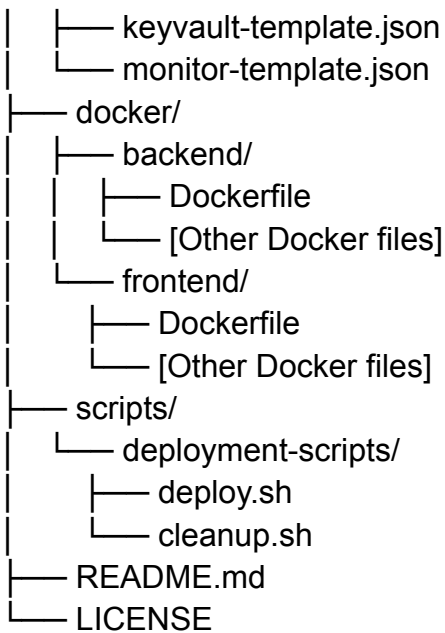 │   ├── keyvault-template.json
│   └── monitor-template.json
├── docker/
│   ├── backend/
│   │   ├── Dockerfile
│   │   └── [Other Docker files]
│   └── frontend/
│       ├── Dockerfile
│       └── [Other Docker files]
├── scripts/
│   └── deployment-scripts/
│       ├── deploy.sh
│       └── cleanup.sh
├── README.md
└── LICENSE